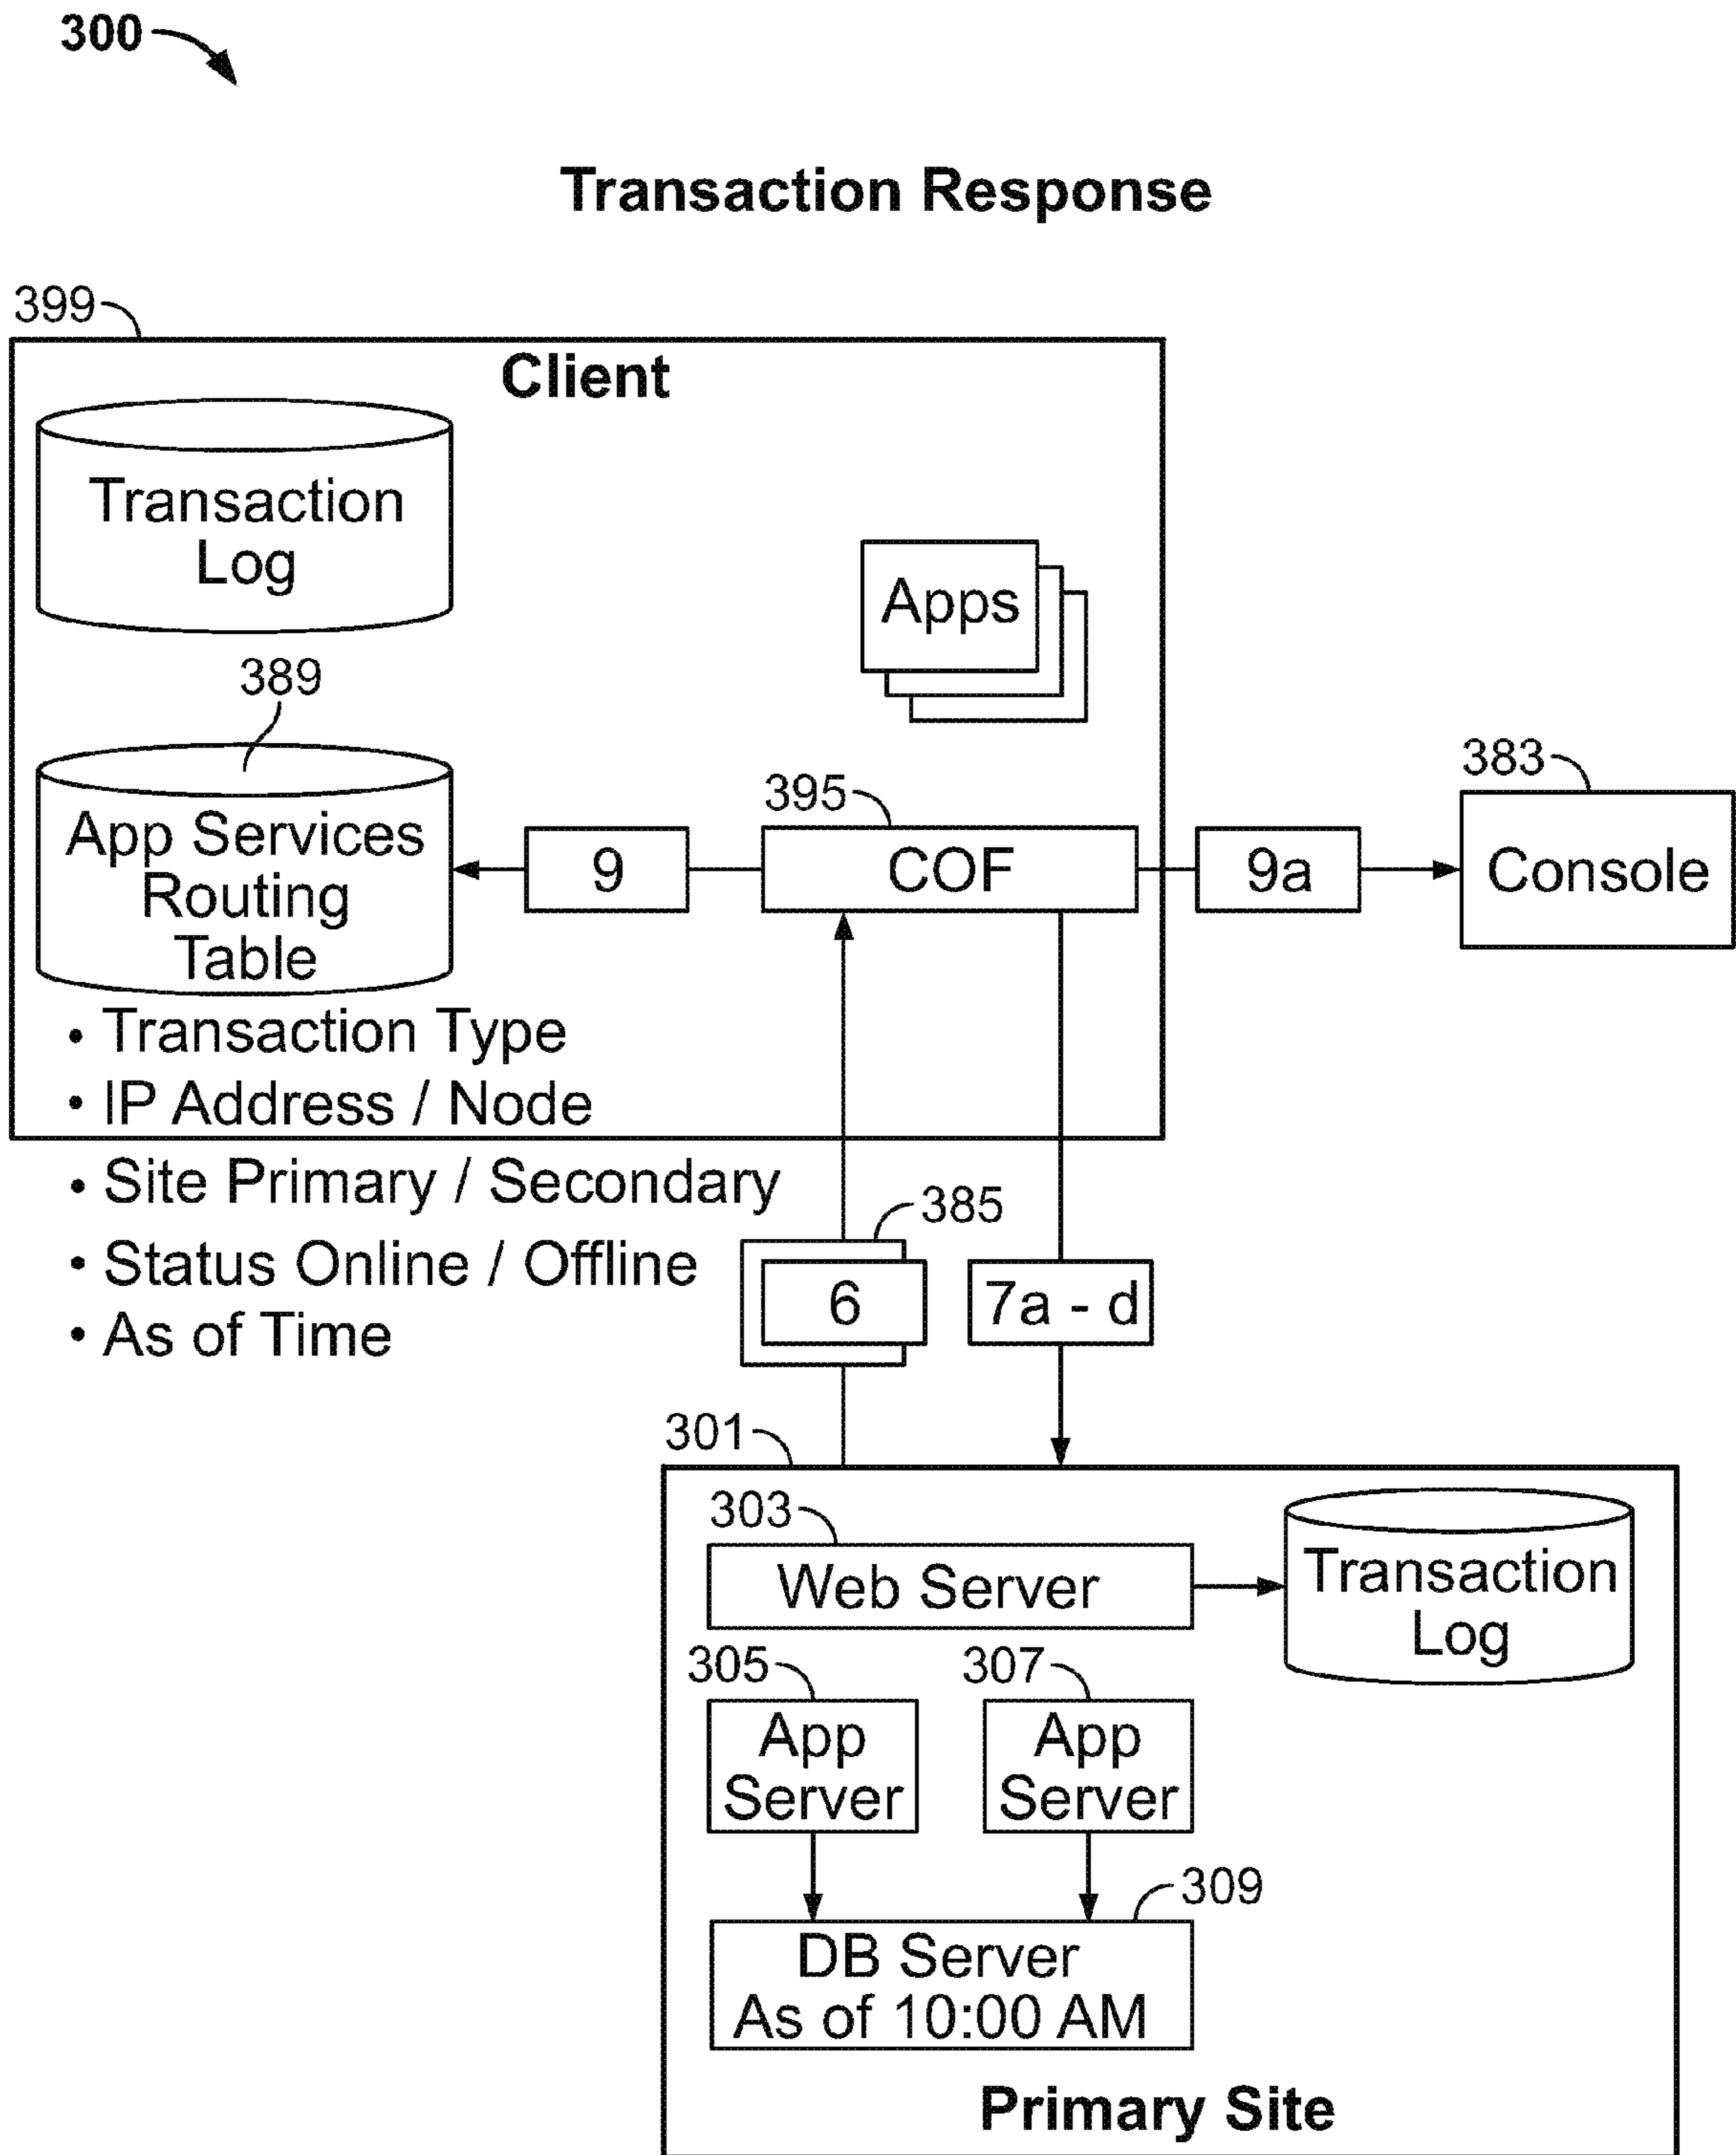 300
Transaction Response
399
Client
Transaction
Log
Apps
389
App Services
Routing
Table
9
395
COF
9a
383
Console
• Transaction Type
• IP Address / Node
• Site Primary / Secondary
• Status Online / Offline
• As of Time
385
6
7a - d
301
303
Web Server
Transaction
Log
305
App
Server
307
App
Server
309
DB Server
As of 10:00 AM
Primary Site